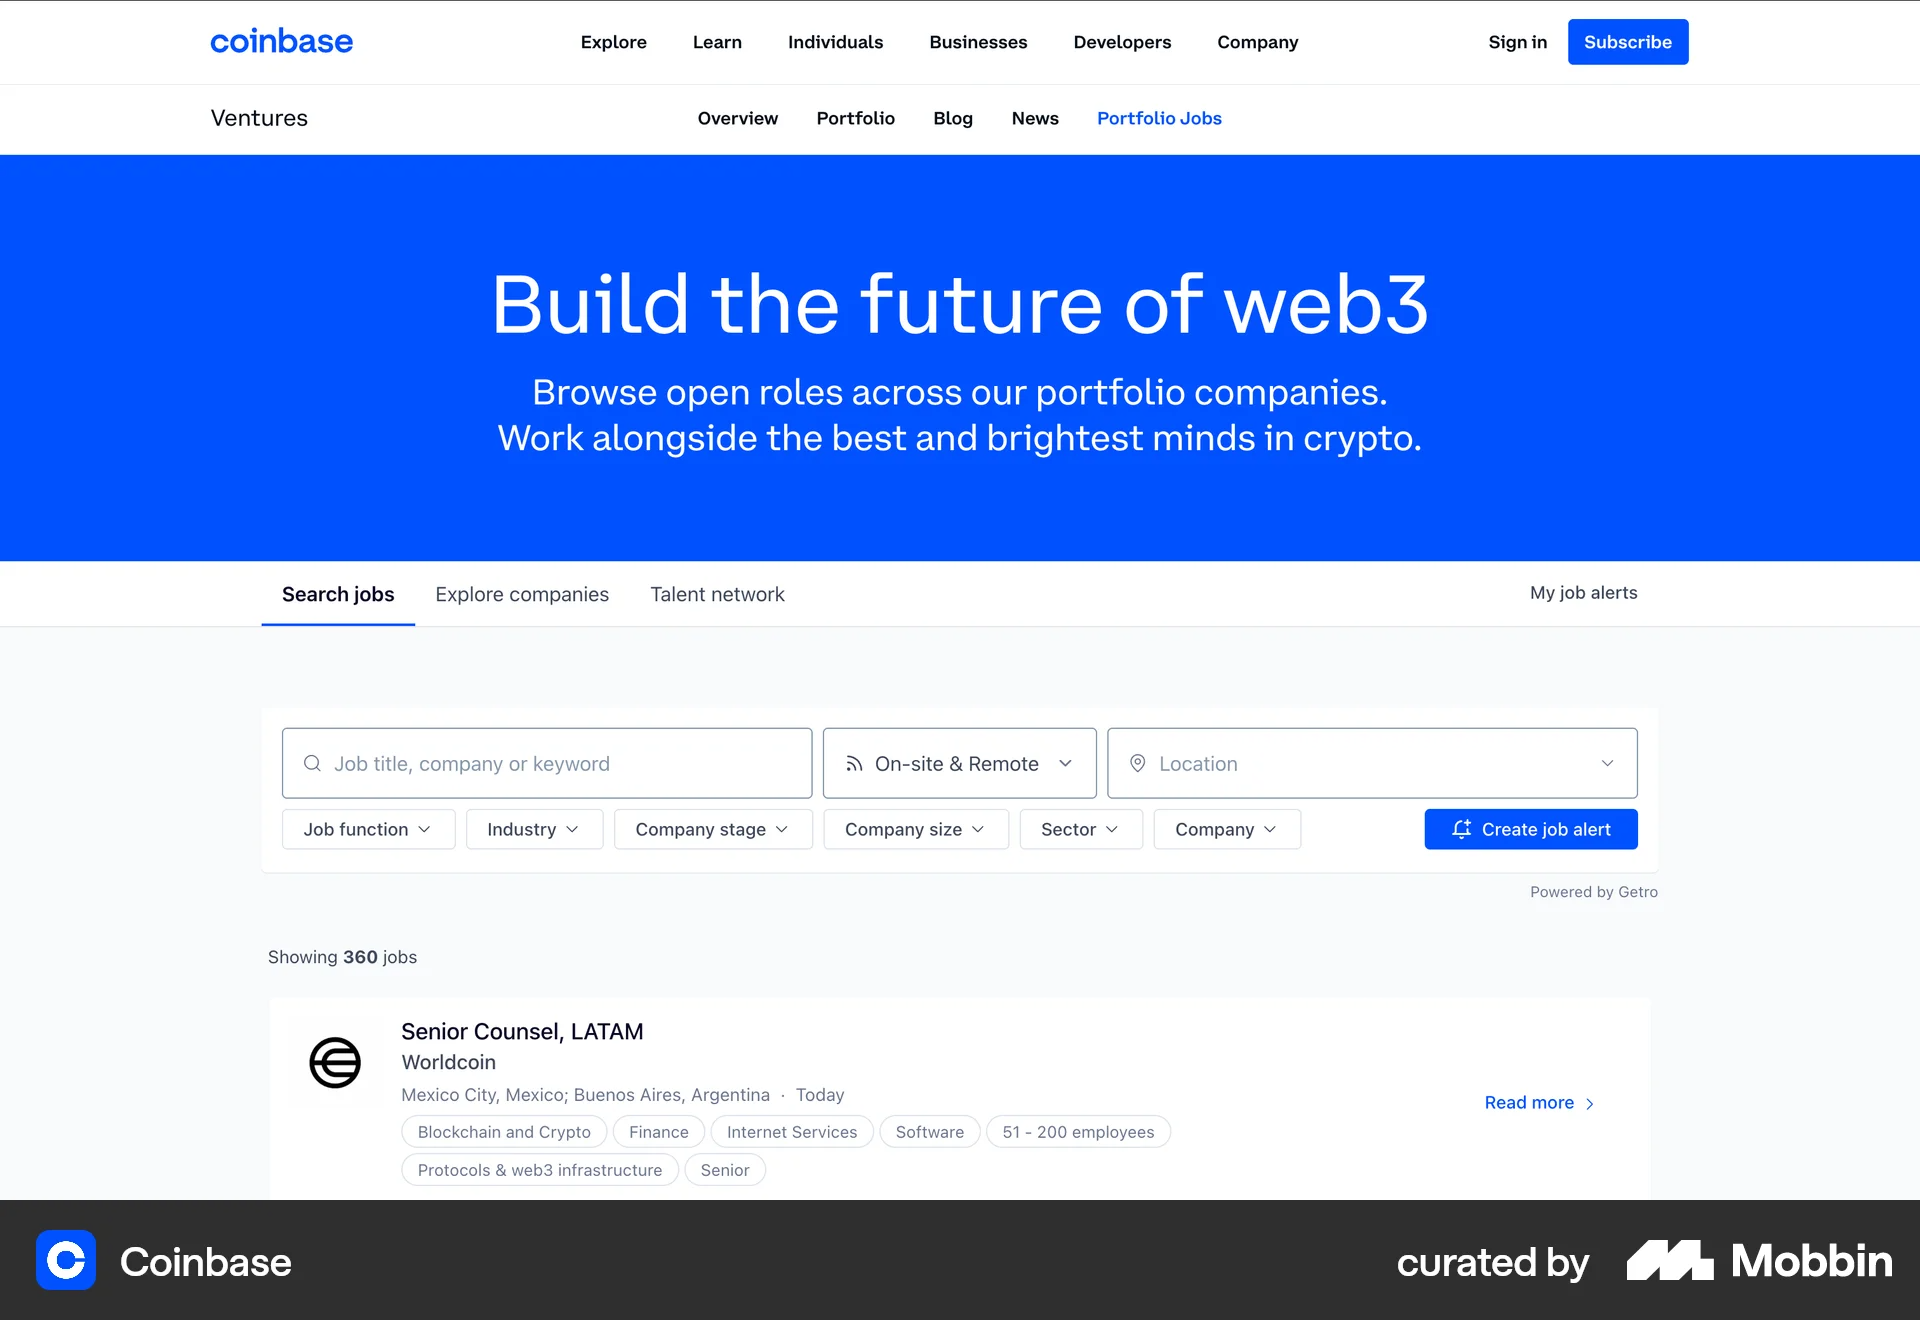 coinbase Explore Learn Individuals Businesses Developers Company Sign in Subscribe
Ventures Overview Portfolio Blog News Portfolio Jobs
Build the future of web3
Browse open roles across our portfolio companies.
Work alongside the best and brightest minds in crypto.
Search jobs Explore companies Talent network My job alerts
Job title, company or keyword On-site & Remote Location
Job function Industry Company stage Company size Sector Company Create job alert
Powered by Getro
Showing 360 jobs
Senior Counsel, LATAM
Worldcoin
Mexico City, Mexico; Buenos Aires, Argentina · Today
Read more
Blockchain and Crypto Finance Internet Services Software 51 - 200 employees
Protocols & web3 infrastructure Senior
Coinbase curated by Mobbin